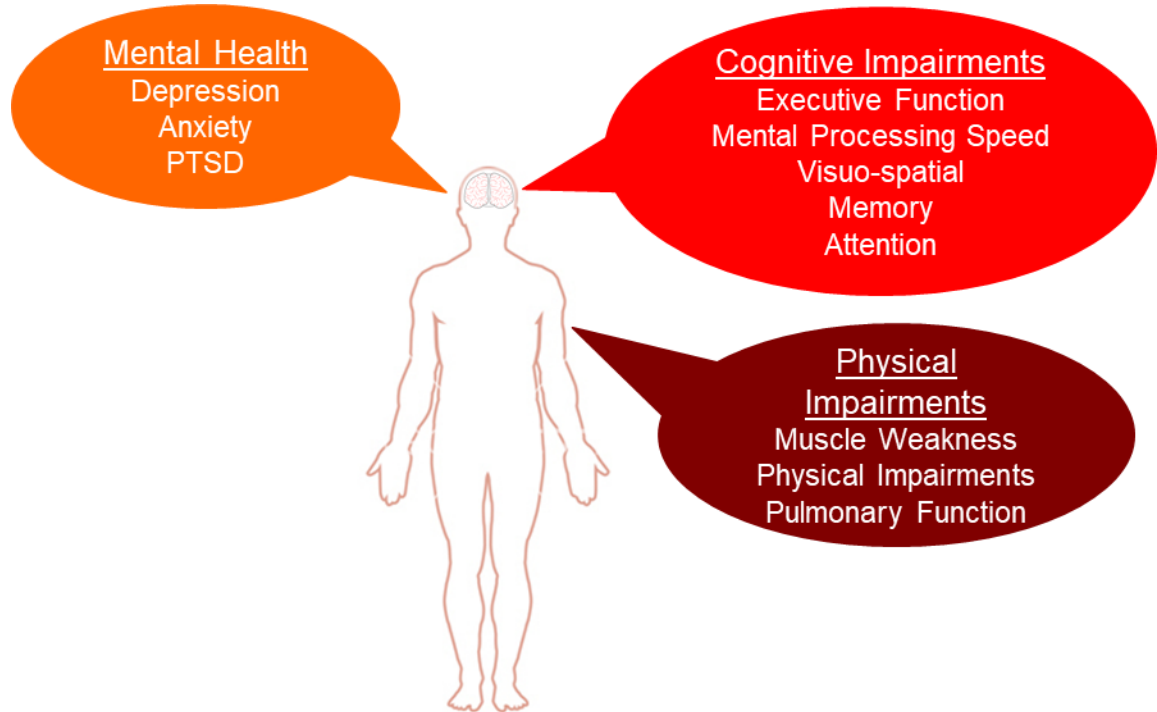 Mental Health
Depression
Anxiety
PTSD
Cognitive Impairments
Executive Function
Mental Processing Speed
Visuo-spatial
Memory
Attention
Physical
Impairments
Muscle Weakness
Physical Impairments
Pulmonary Function